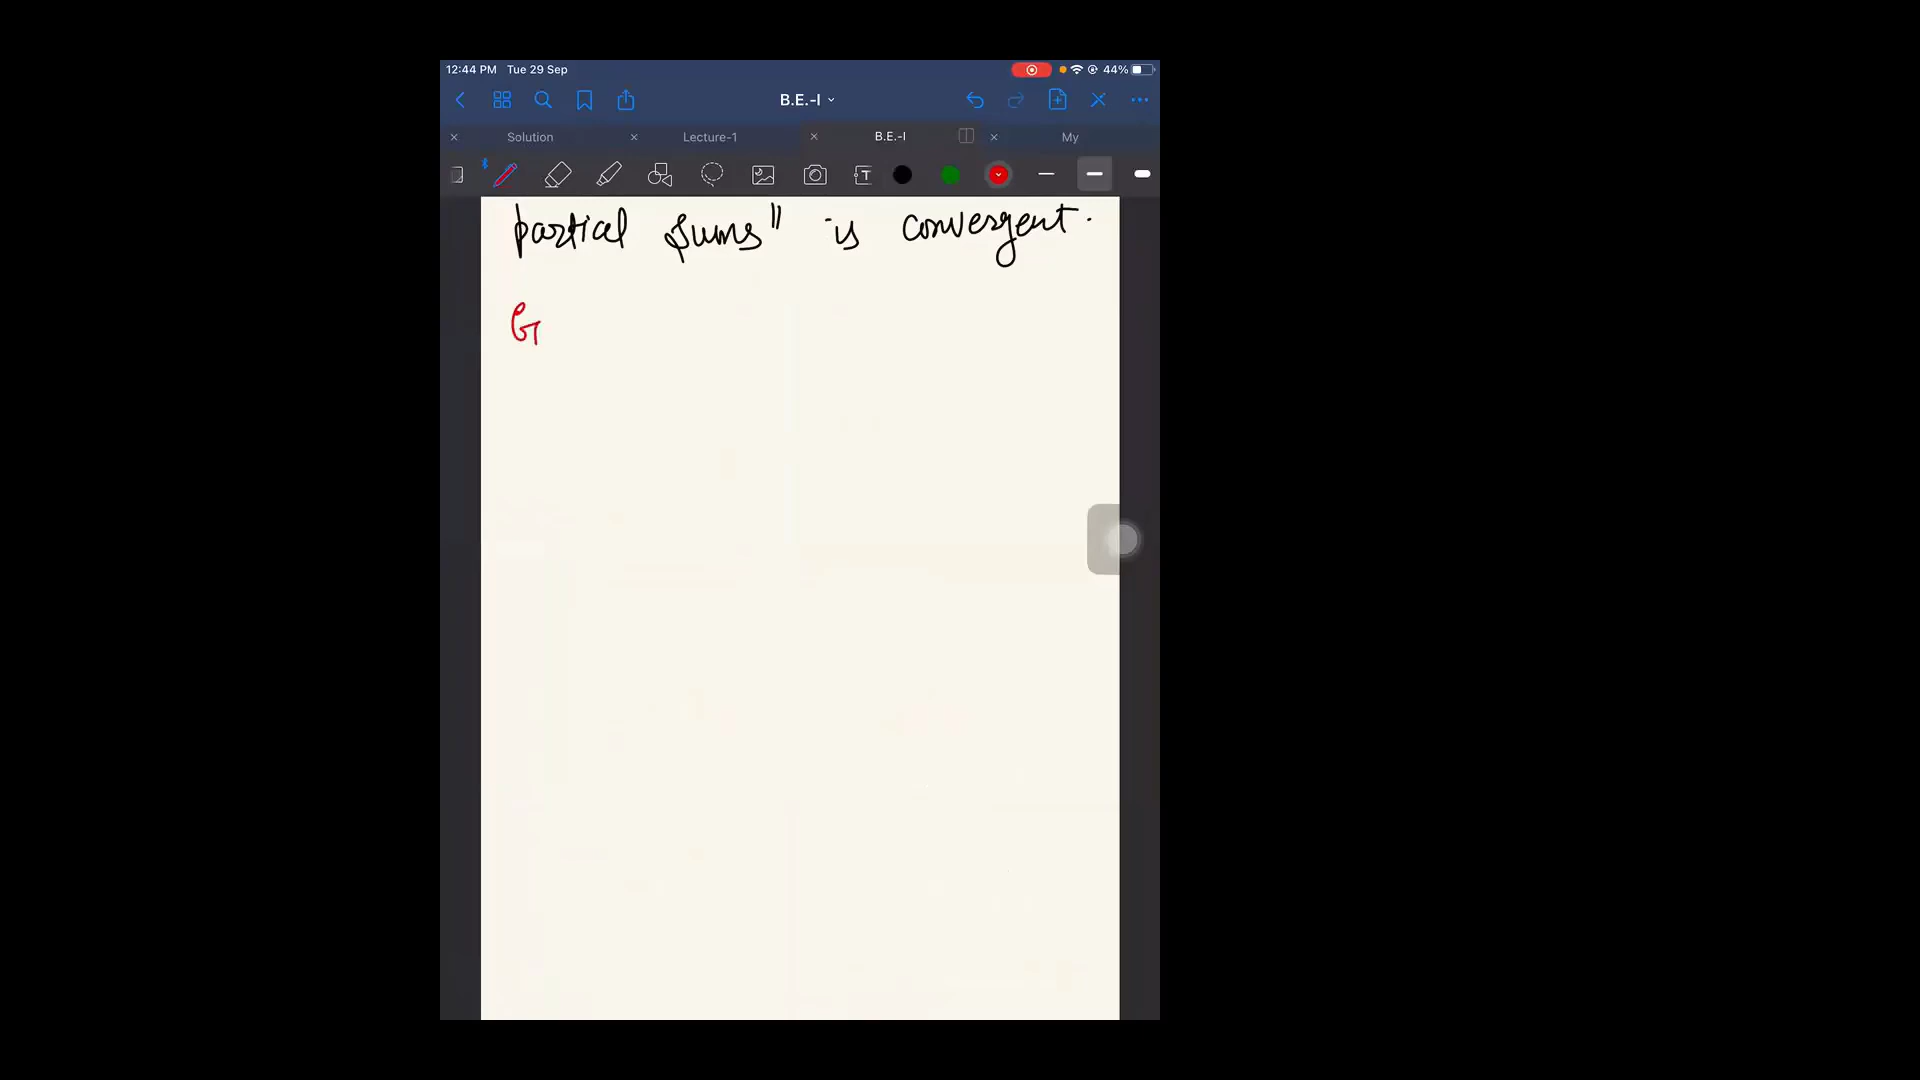 12:44 PM Tue 29 Sep 44%
B.E.-I
Solution Lecture-1 B.E.-I My
T
partial sums" is convergent.
G